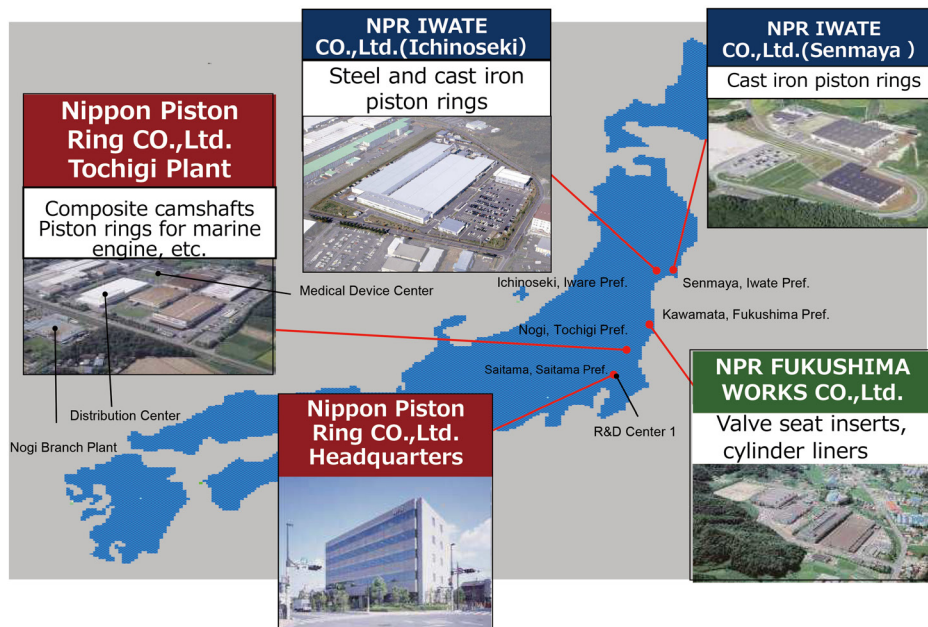 NPR IWATE
CO.,Ltd.(Ichinoseki)
Steel and cast iron
piston rings
NPR IWATE
CO.,Ltd.(Senmaya )
Cast iron piston rings
Nippon Piston
Ring CO.,Ltd.
Tochigi Plant
Composite camshafts
Piston rings for marine
engine, etc.
Medical Device Center
Distribution Center
Nogi Branch Plant
Ichinoseki, Iware Pref.
Senmaya, Iwate Pref.
Kawamata, Fukushima Pref.
Nogi, Tochigi Pref.
Saitama, Saitama Pref.
R&D Center 1
NPR FUKUSHIMA
WORKS CO.,Ltd.
Valve seat inserts,
cylinder liners
Nippon Piston
Ring CO.,Ltd.
Headquarters